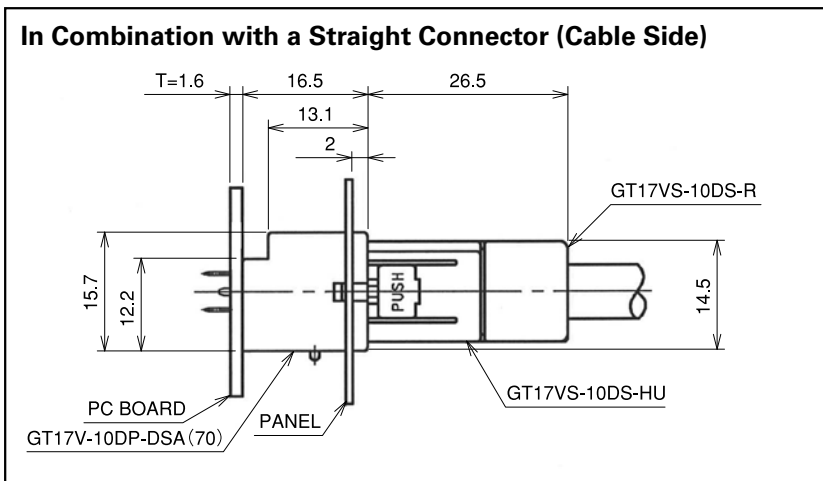 In Combination with a Straight Connector (Cable Side)
T=1.6
16.5
26.5
13.1
2
GT17VS-10DS-R
15.7
12.2
PUSH
14.5
GT17VS-10DS-HU
PC BOARD
PANEL
GT17V-10DP-DSA(70)